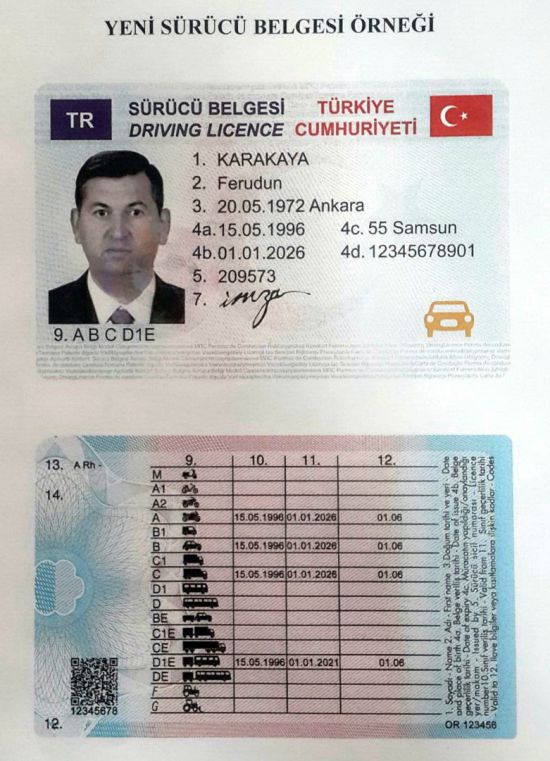 YENİ SÜRÜCÜ BELGESİ ÖRNEĞİ
TR
SÜRÜCÜ BELGESİ TÜRKİYE
DRIVING LICENCE CUMHURİYETİ
1. KARAKAYA
2. Ferudun
3. 20.05.1972 Ankara
4a. 15.05.1996 4c. 55 Samsun
4b. 01.01.2026 4d. 12345678901
5. 209573
7. imza
9. A B C D1E
13. A Rh -
14.
9. 10. 11. 12.
M
A1
A2
A 15.05.1996 01.01.2026 01.06
B1
B 15.05.1996 01.01.2026 01.06
C1
C 15.05.1996 01.01.2026 01.06
D1
D
BE
C1E
CE
D1E 15.05.1996 01.01.2021 01.06
DE
F
G
12345678
12.
1. Soyadı - Name 2. Adı - First name 3. Doğum tarihi ve yeri - Date
and place of birth 4a. Belge veriliş tarihi - Date of issue 4b. Belge
geçerlilik tarihi - Date of expiry 4c. Müracatın yapıldığı/onaylandığı
yer/makam - Issued by 5. Sürücü sicil numarası - Licence
number 10. Sınıf veriliş tarihi - Valid from 11. Sınıf geçerlilik tarihi
- Valid to 12. İlave bilgiler veya kısıtlamalara ilişkin kodlar - Codes
OR 123456